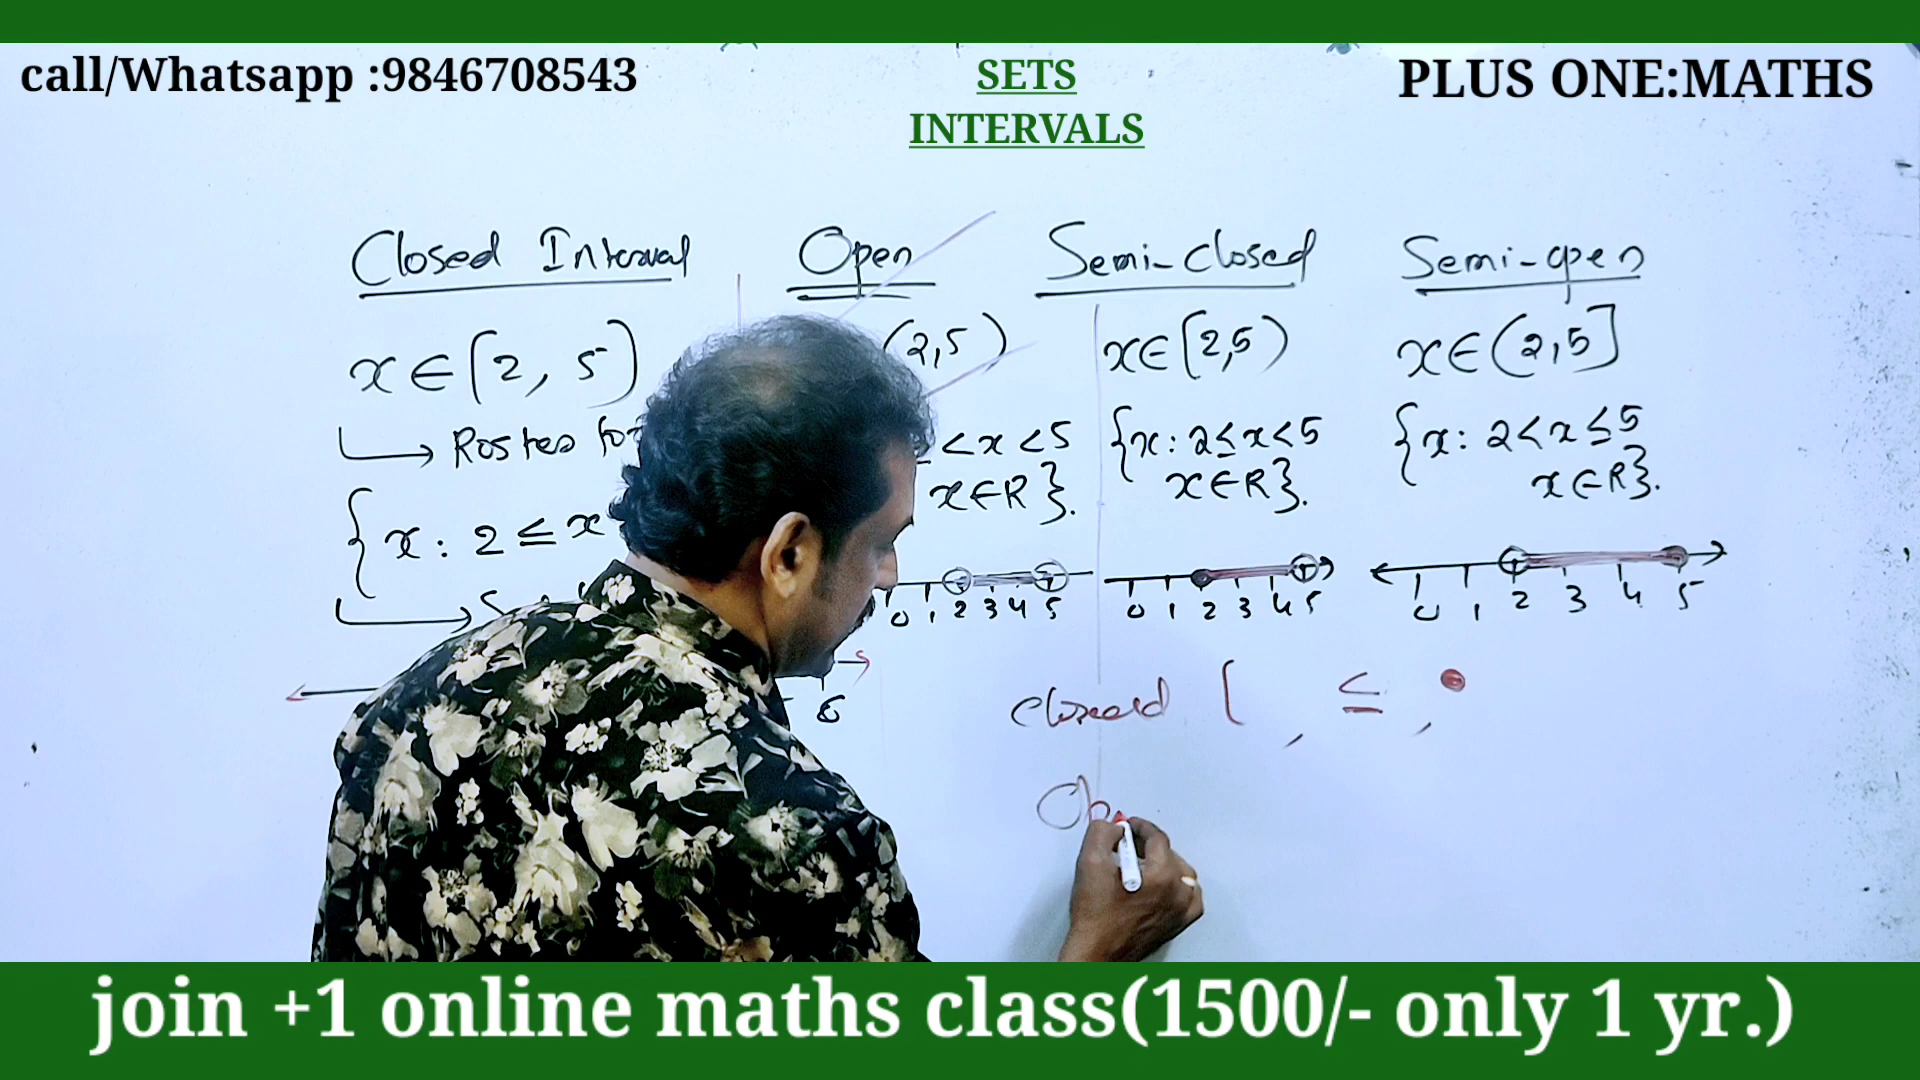 call/Whatsapp :9846708543
SETS
INTERVALS
PLUS ONE:MATHS
Closed Interval
x∈[2, 5]
Roster for
{x: 2 ≤ x
6
Open
(2,5)
<x<5
x∈R}.
0 1 2 3 4 5
Semi-closed
x∈[2,5)
{x: 2≤x<5
x∈R}.
0 1 2 3 4 5
Semi-open
x∈(2,5]
{x: 2<x≤5
x∈R}.
0 1 2 3 4 5
closed [ , ≤ , ●
Op
join +1 online maths class(1500/- only 1 yr.)